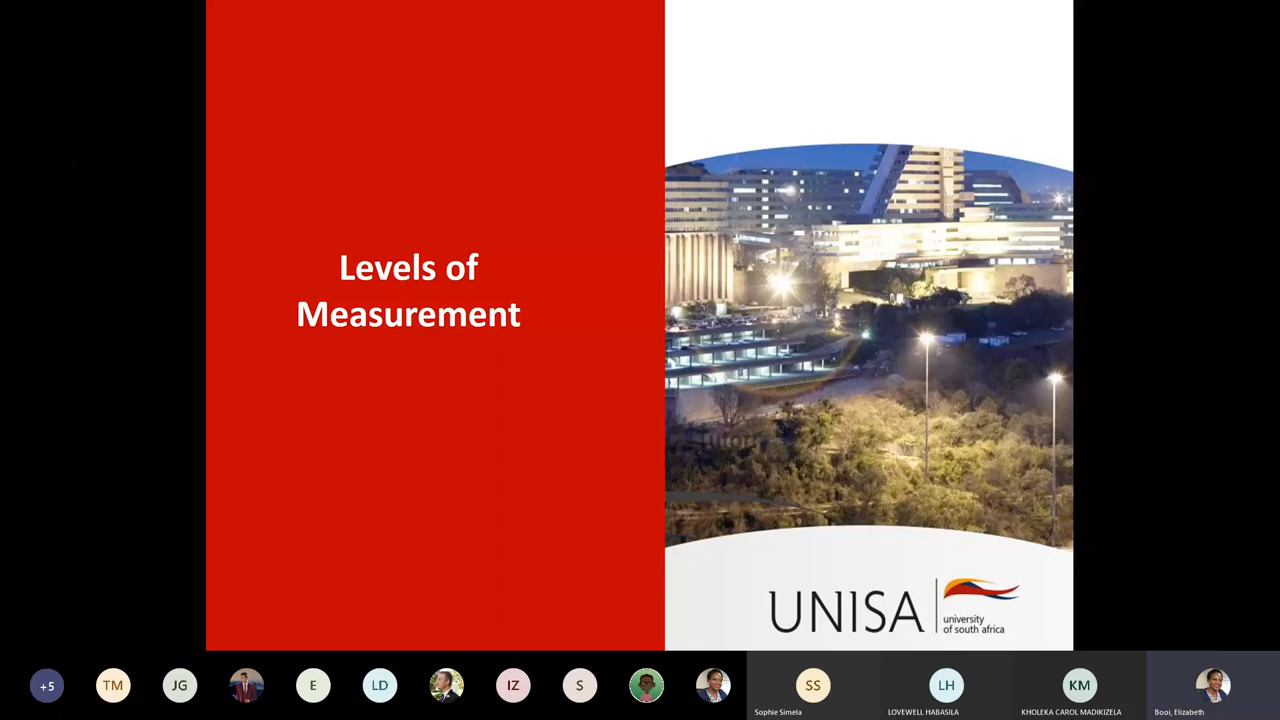 Levels of
Measurement
UNISA
university
of south africa
+5
TM
JG
E
LD
IZ
S
SS
LH
KM
Sophie Simela
LOVEWELL HABASILA
KHOLEKA CAROL MADIKIZELA
Booi, Elizabeth